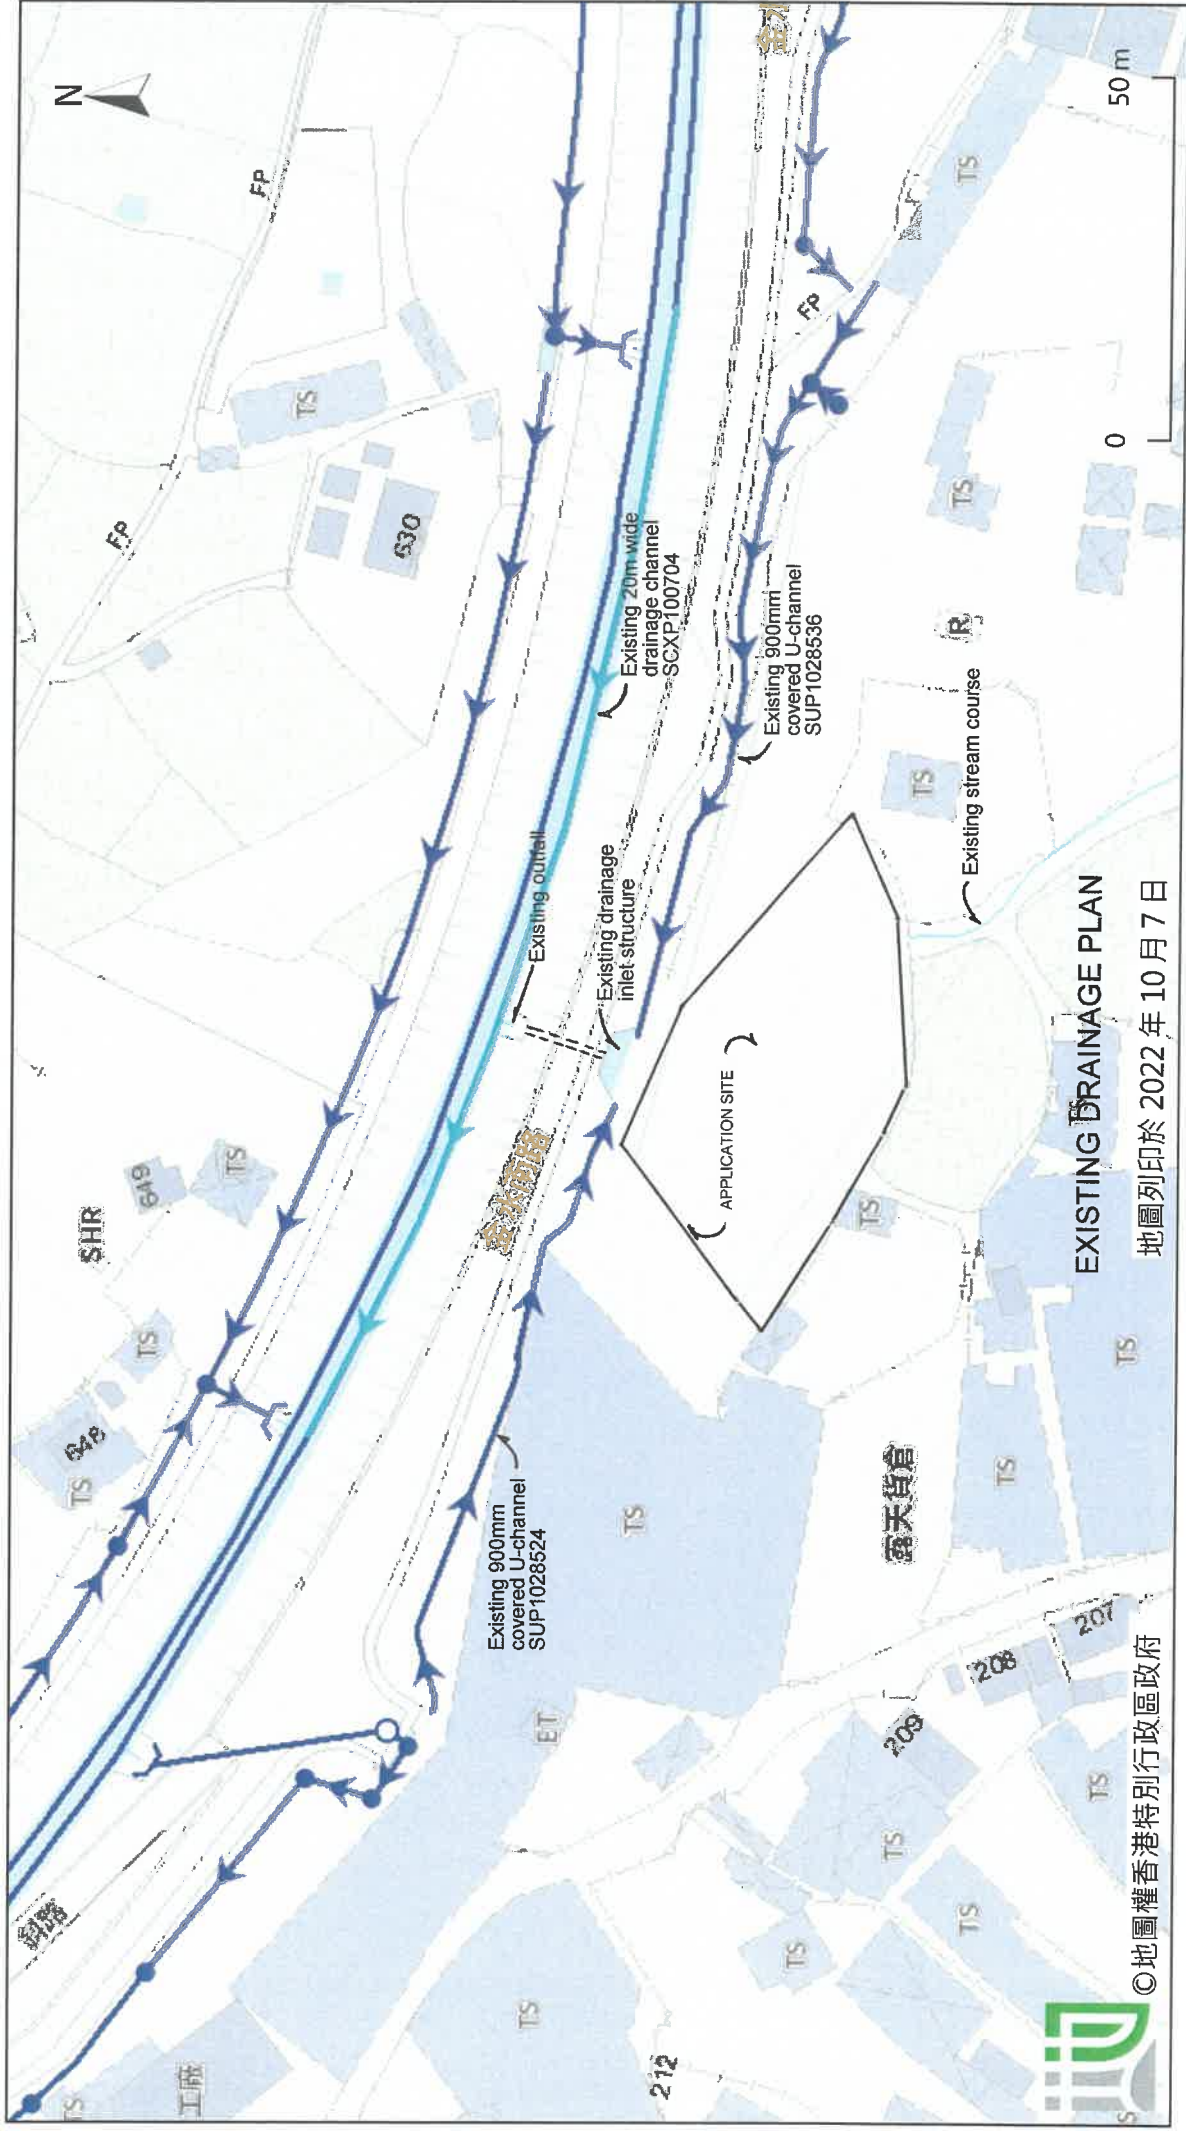 N
FP
FP
TS
630
SHR
649
TS
TS
648
TS
Existing 20m wide
drainage channel
SCXP100704
Existing outfall
Existing drainage
inlet structure
金水南路
FP
TS
Existing 900mm
covered U-channel
SUP1028536
APPLICATION SITE
Existing 900mm
covered U-channel
SUP1028524
TS
ET
TS
TS
R
TS
Existing stream course
TS
TS
露天貨倉
TS
TS
207
208
209
TS
TS
TS
TS
TS
212
工廠
TS
S
0
50 m
EXISTING DRAINAGE PLAN
地圖列印於 2022 年 10 月 7 日
©地圖權香港特別行政區政府